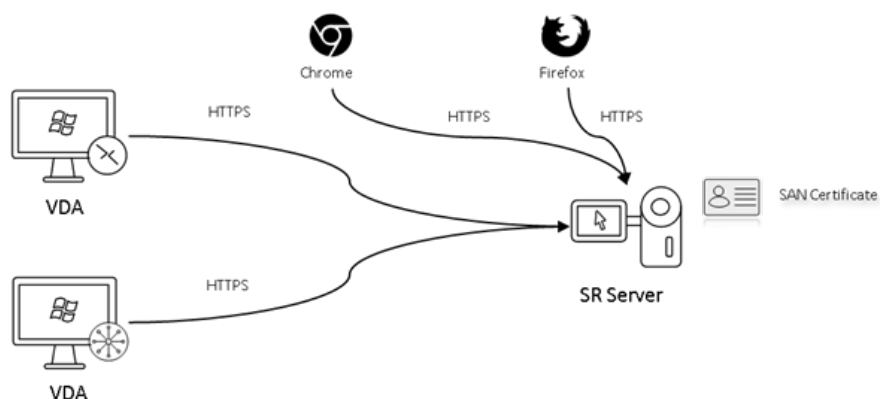 Chrome
Firefox
HTTPS
HTTPS
HTTPS
VDA
SAN Certificate
HTTPS
SR Server
VDA